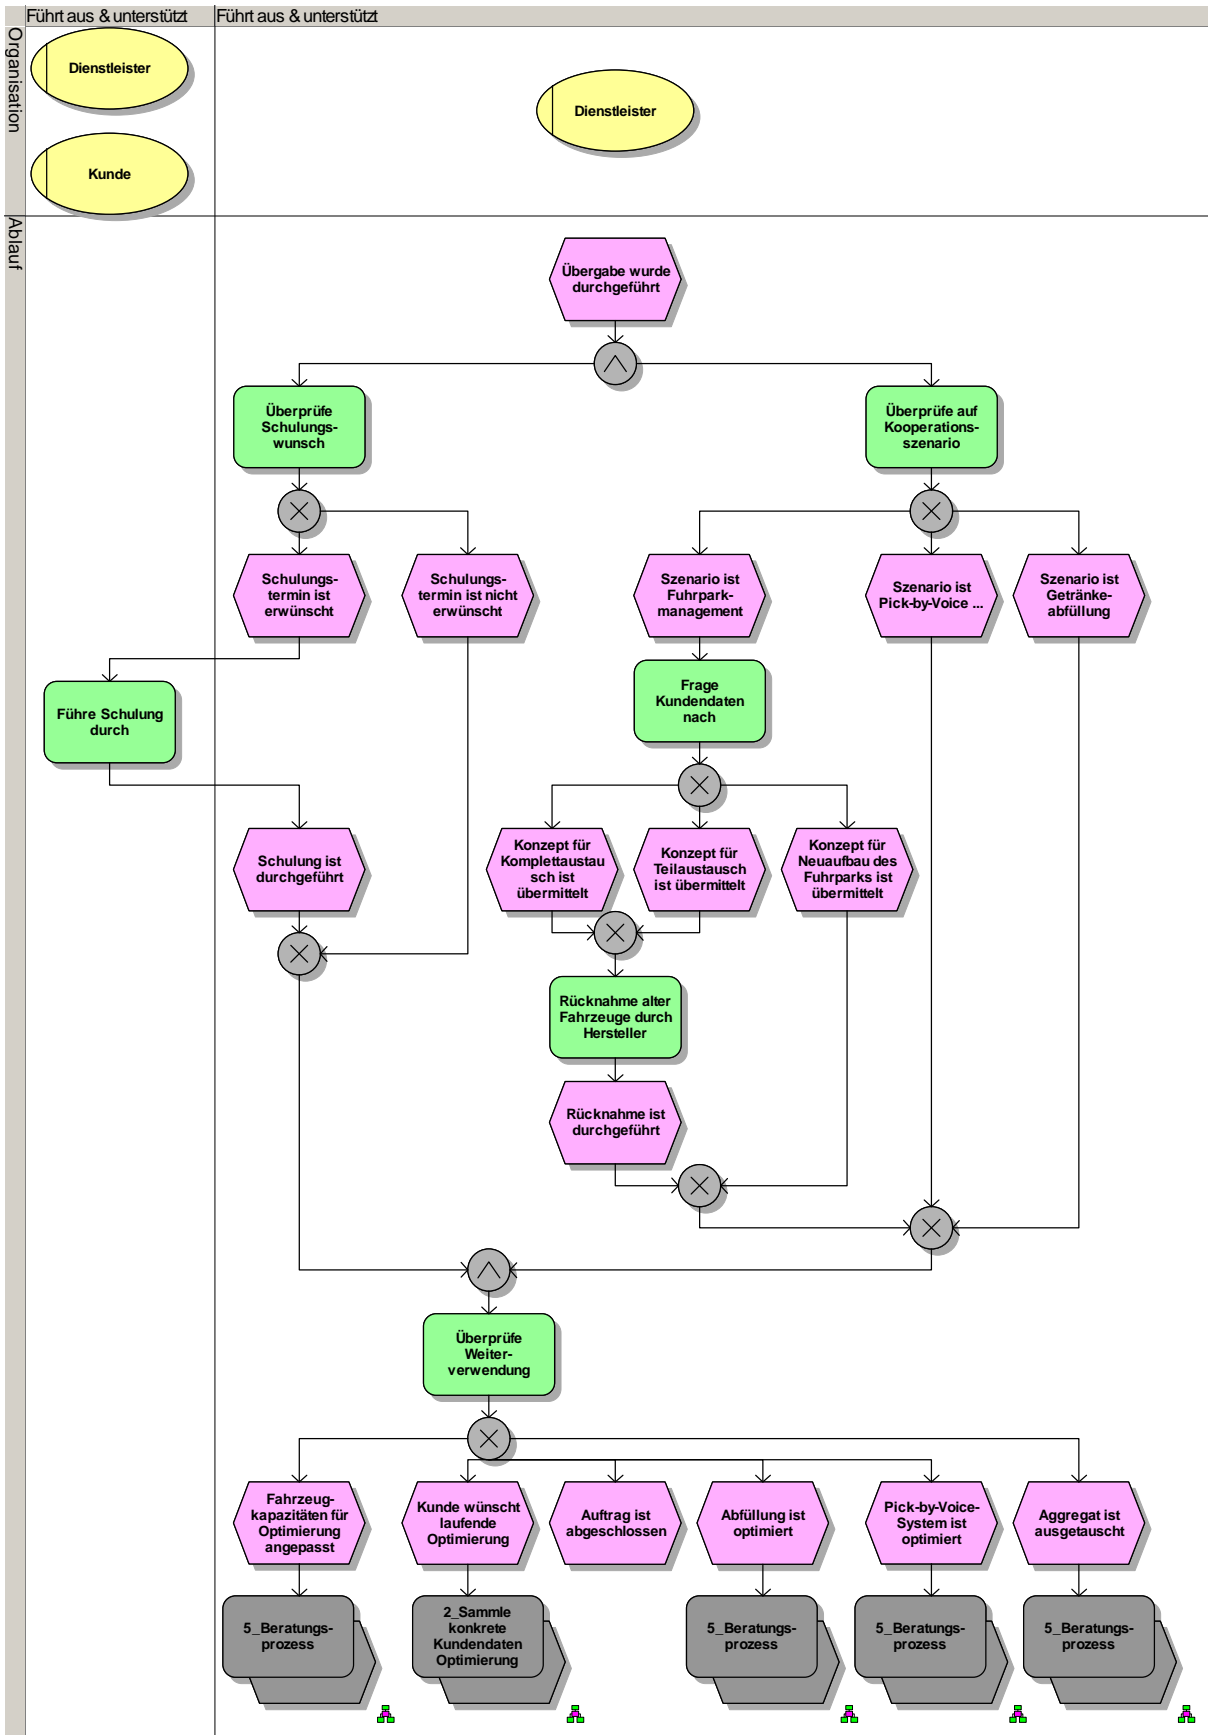 Führt aus & unterstützt
Führt aus & unterstützt
Organisation
Dienstleister
Dienstleister
Kunde
Ablauf
Übergabe wurde
durchgeführt
Überprüfe
Schulungs-
wunsch
Überprüfe auf
Kooperations-
szenario
Schulungs-
termin ist
erwünscht
Schulungs-
termin ist nicht
erwünscht
Szenario ist
Fuhrpark-
management
Szenario ist
Pick-by-Voice ...
Szenario ist
Getränke-
abfüllung
Führe Schulung
durch
Frage
Kundendaten
nach
Schulung ist
durchgeführt
Konzept für
Komplettaustau
sch ist
übermittelt
Konzept für
Teilaustausch
ist übermittelt
Konzept für
Neuaufbau des
Fuhrparks ist
übermittelt
Rücknahme alter
Fahrzeuge durch
Hersteller
Rücknahme ist
durchgeführt
Überprüfe
Weiter-
verwendung
Fahrzeug-
kapazitäten für
Optimierung
angepasst
Kunde wünscht
laufende
Optimierung
Auftrag ist
abgeschlossen
Abfüllung ist
optimiert
Pick-by-Voice-
System ist
optimiert
Aggregat ist
ausgetauscht
5_Beratungs-
prozess
2_Sammle
konkrete
Kundendaten
Optimierung
5_Beratungs-
prozess
5_Beratungs-
prozess
5_Beratungs-
prozess